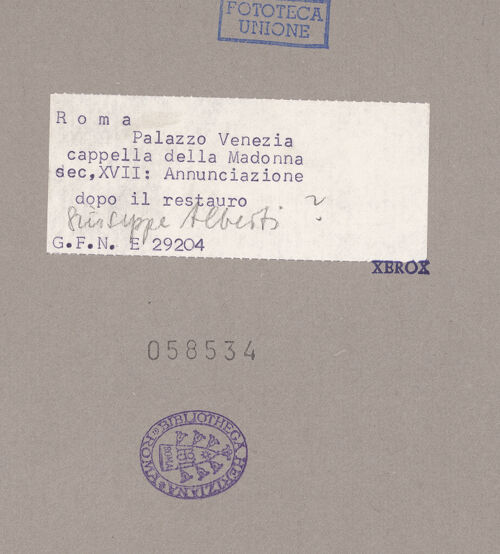 FOTOTECA
UNIONE
Roma
Palazzo Venezia
cappella della Madonna
sec,XVII: Annunciazione
dopo il restauro ?
Giuseppe Alberti
G.F.N. E 29204
XEROX
058534
BIBLIOTHECA HERTZIANA ROMA